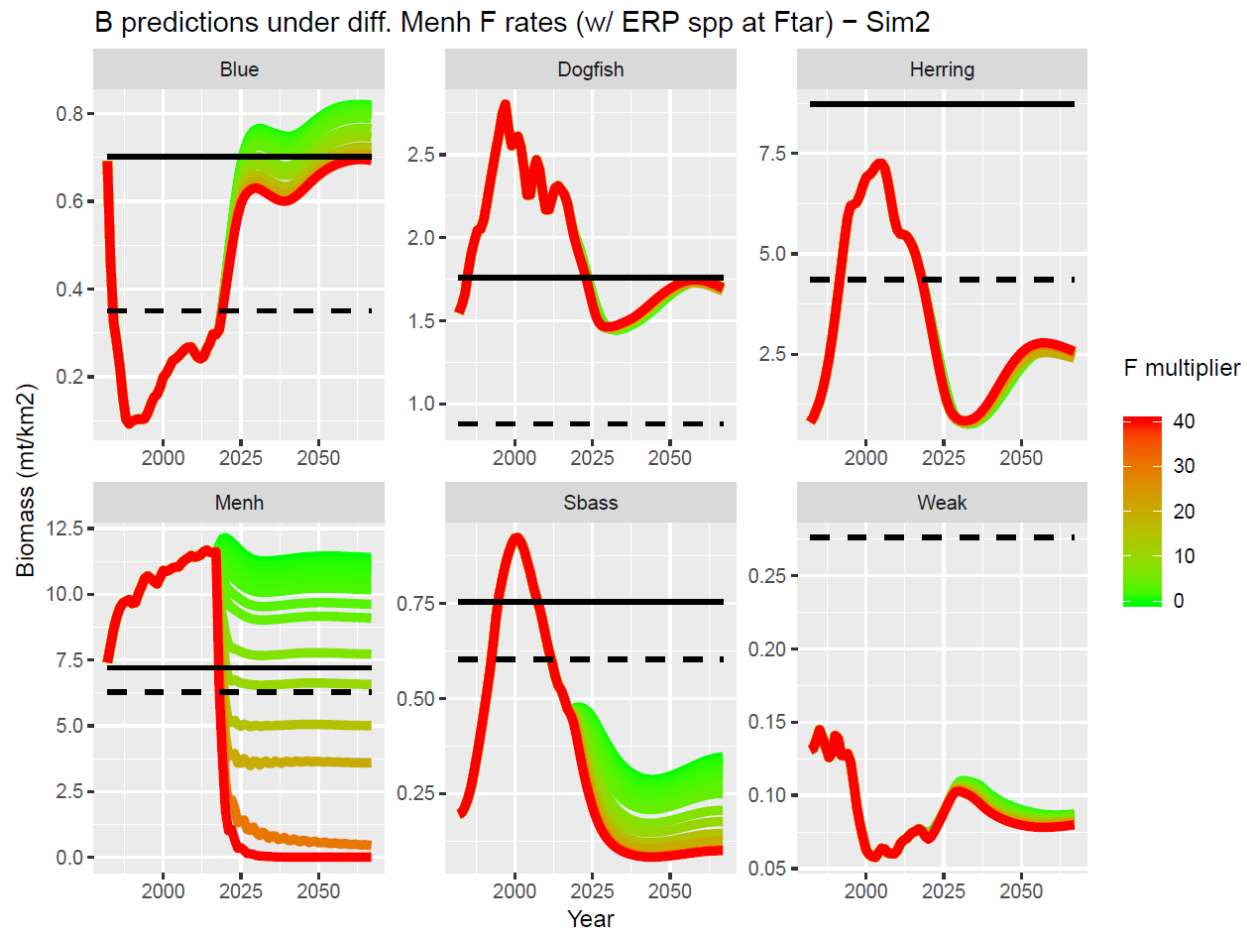 B predictions under diff. Menh F rates (w/ ERP spp at Ftar) − Sim2
Blue
Dogfish
Herring
0.8
0.6
0.4
0.2
2.5
2.0
1.5
1.0
7.5
5.0
2.5
2000 2025 2050
2000 2025 2050
2000 2025 2050
Menh
Sbass
Weak
12.5
10.0
7.5
5.0
2.5
0.0
0.75
0.50
0.25
0.25
0.20
0.15
0.10
0.05
2000 2025 2050
2000 2025 2050
2000 2025 2050
Biomass (mt/km2)
Year
F multiplier
40
30
20
10
0